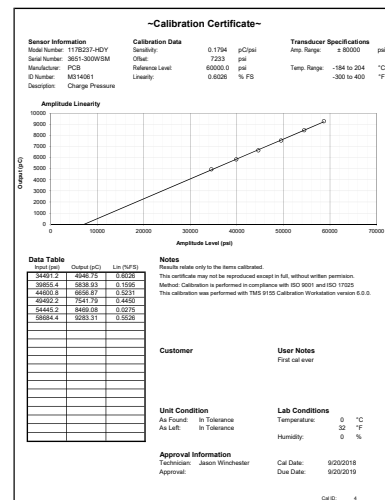 ~Calibration Certificate~
Sensor Information
Model Number: 117B237-HDY
Serial Number: 3651-300WSM
Manufacturer: PCB
ID Number: M314061
Description: Charge Pressure
Calibration Data
Sensitivity: 0.1794 pC/psi
Offset: 7233 psi
Reference Level: 60000.0 psi
Linearity: 0.6026 % FS
Transducer Specifications
Amp. Range: ± 80000 psi
Temp. Range: -184 to 204 °C
-300 to 400 °F
Amplitude Linearity
10000
9000
8000
7000
6000
5000
4000
3000
2000
1000
0
Output (pC)
0 10000 20000 30000 40000 50000 60000 70000
Amplitude Level (psi)
Data Table
Input (psi) Output (pC) Lin (%FS)
34491.2 4946.75 0.6026
39855.4 5838.93 0.1595
44600.8 6656.87 0.5231
49492.2 7541.79 0.4450
54445.2 8469.08 0.0275
58684.4 9283.31 0.5526
Notes
Results relate only to the items calibrated.
This certificate may not be reproduced except in full, without written permision.
Method: Calibration is performed in compliance with ISO 9001 and ISO 17025
This calibration was performed with TMS 9155 Calibration Workstation version 6.0.0.
Customer
User Notes
First cal ever
Unit Condition
As Found: In Tolerance
As Left: In Tolerance
Lab Conditions
Temperature: 0 °C
32 °F
Humidity: 0 %
Approval Information
Technician: Jason Winchester
Approval:
Cal Date: 9/20/2018
Due Date: 9/20/2019
Cal ID: 4